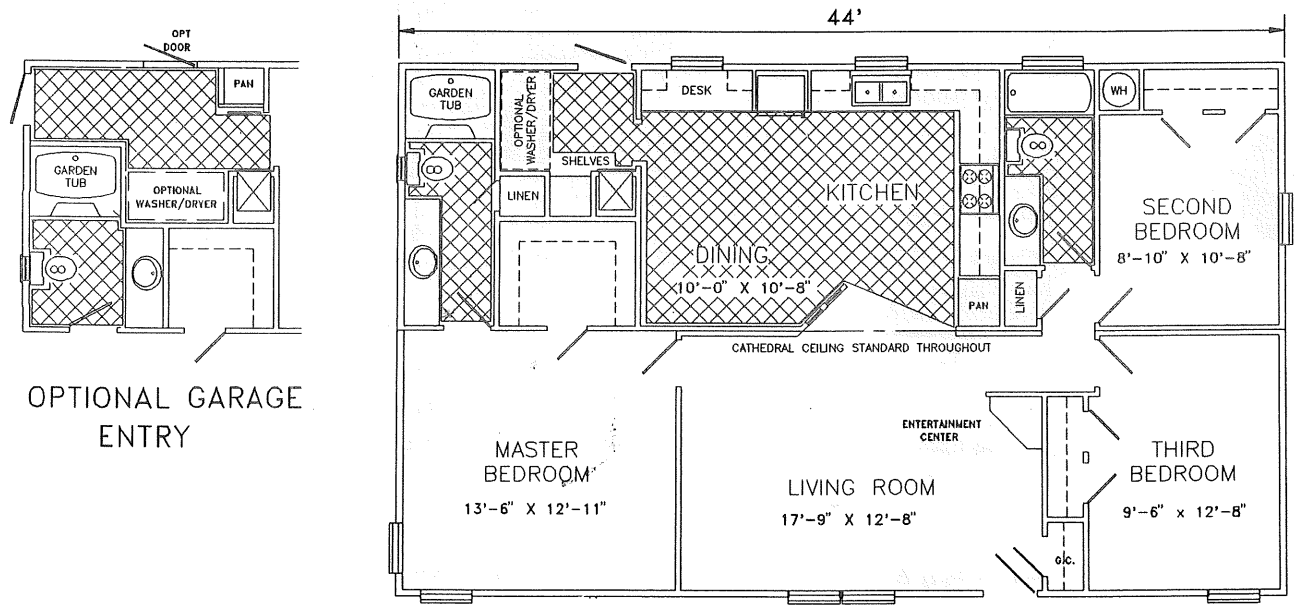 44'
OPT
DOOR
PAN
GARDEN
TUB
OPTIONAL
WASHER/DRYER
OPTIONAL GARAGE
ENTRY
GARDEN
TUB
OPTIONAL
WASHER/DRYER
SHELVES
LINEN
DESK
KITCHEN
DINING
10'-0" X 10'-8"
PAN
LINEN
WH
SECOND
BEDROOM
8'-10" X 10'-8"
CATHEDRAL CEILING STANDARD THROUGHOUT
MASTER
BEDROOM
13'-6" X 12'-11"
LIVING ROOM
17'-9" X 12'-8"
ENTERTAINMENT
CENTER
THIRD
BEDROOM
9'-6" x 12'-8"
G.C.